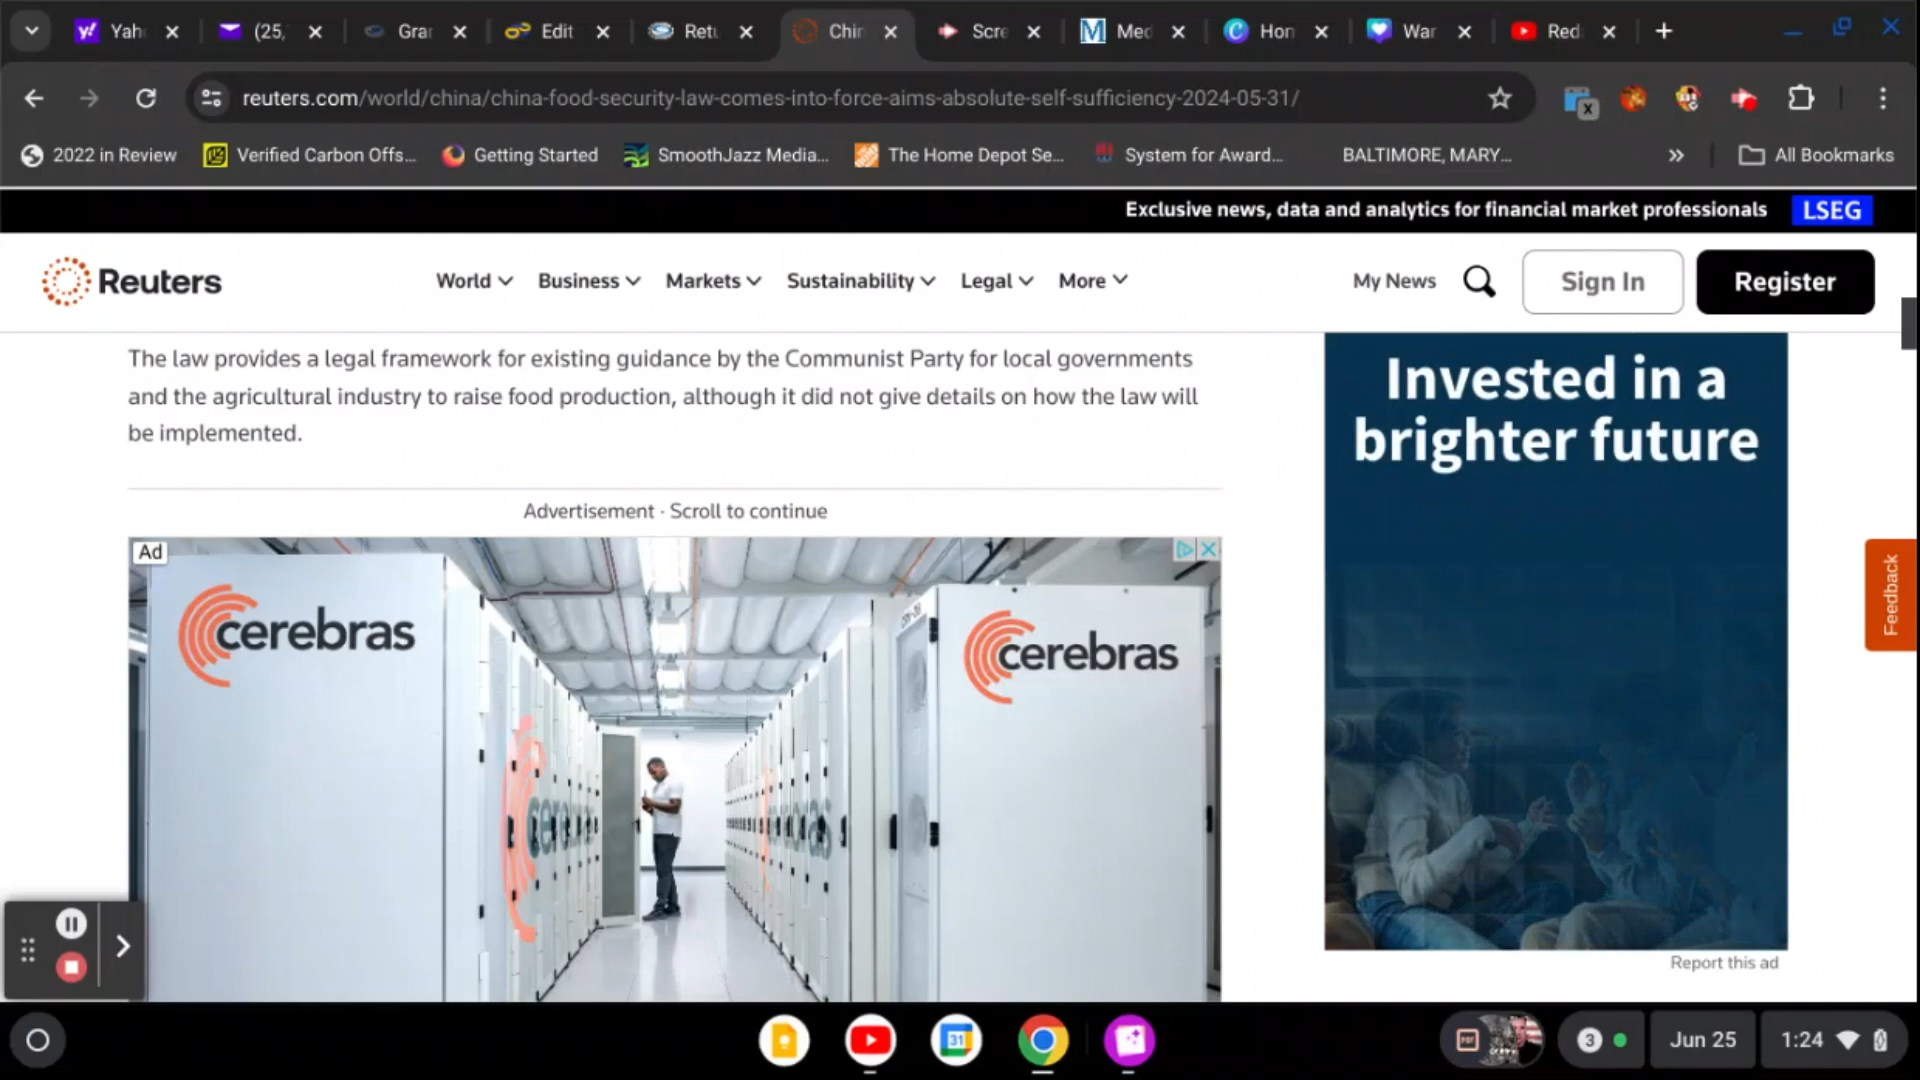 Yah
(25,
Gra
Edit
Retu
Chin
Scre
Med
Hon
War
Red
reuters.com/world/china/china-food-security-law-comes-into-force-aims-absolute-self-sufficiency-2024-05-31/
2022 in Review
Verified Carbon Offs...
Getting Started
SmoothJazz Media...
The Home Depot Se...
System for Award...
BALTIMORE, MARY...
All Bookmarks
Exclusive news, data and analytics for financial market professionals LSEG
Reuters
World
Business
Markets
Sustainability
Legal
More
My News
Sign In
Register
The law provides a legal framework for existing guidance by the Communist Party for local governments
and the agricultural industry to raise food production, although it did not give details on how the law will
be implemented.
Advertisement · Scroll to continue
Ad
cerebras
cerebras
Invested in a
brighter future
Report this ad
Feedback
31
3
Jun 25
1:24